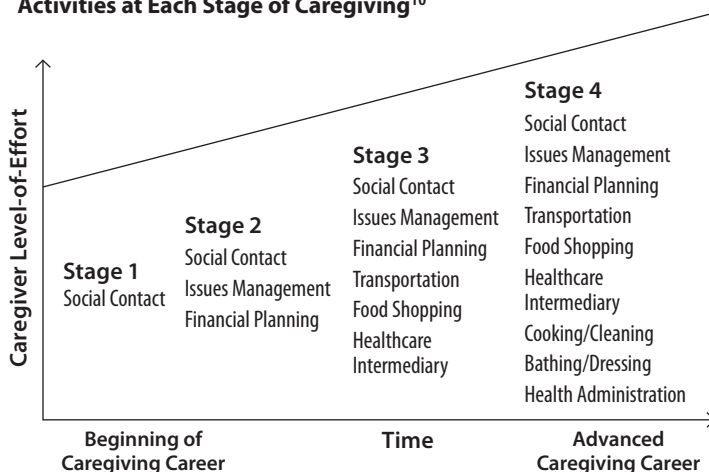 Activities at Each Stage of Caregiving10
Caregiver Level-of-Effort
Stage 1
Social Contact
Stage 2
Social Contact
Issues Management
Financial Planning
Stage 3
Social Contact
Issues Management
Financial Planning
Transportation
Food Shopping
Healthcare
Intermediary
Stage 4
Social Contact
Issues Management
Financial Planning
Transportation
Food Shopping
Healthcare
Intermediary
Cooking/Cleaning
Bathing/Dressing
Health Administration
Beginning of
Caregiving Career
Time
Advanced
Caregiving Career